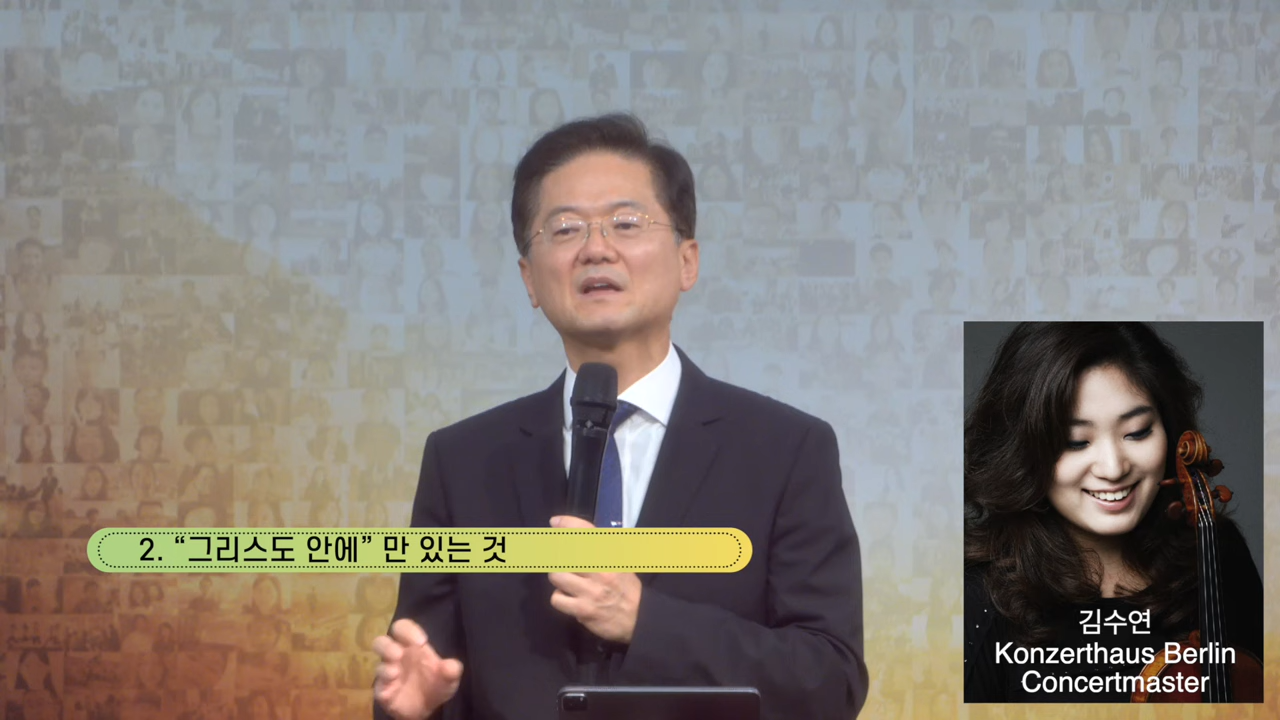 2. “그리스도 안에” 만 있는 것
김수연
Konzerthaus Berlin
Concertmaster